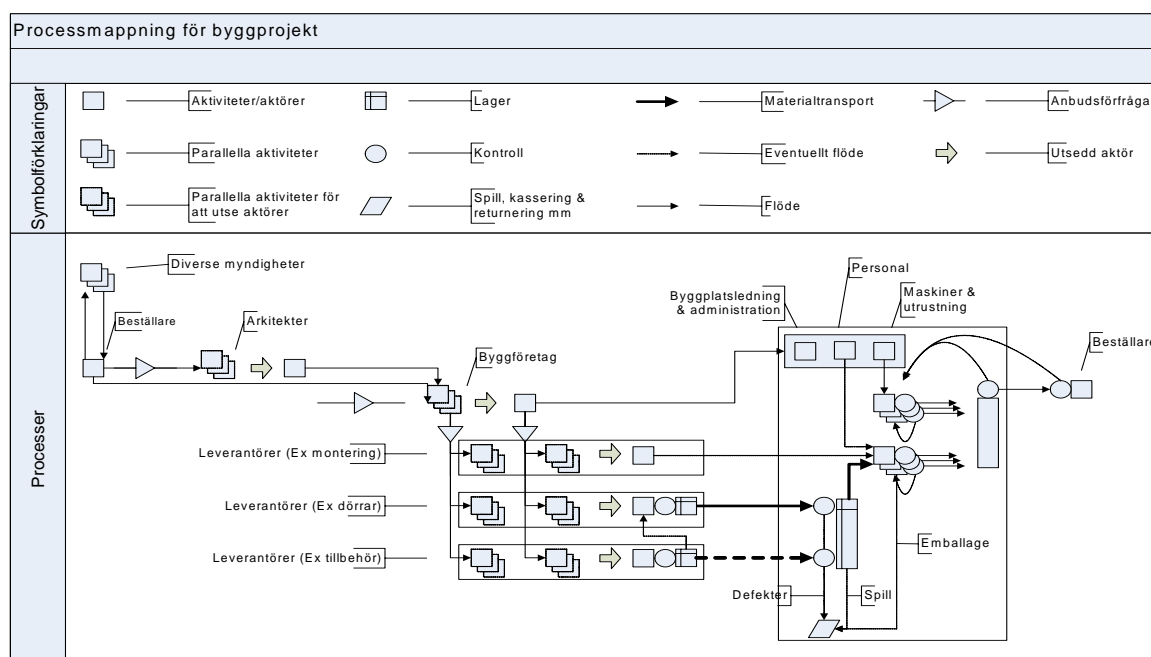 Processmappning för byggprojekt
Symbolförklaringar
Aktiviteter/aktörer
Lager
Materialtransport
Anbudsförfråga
Parallella aktiviteter
Kontroll
Eventuellt flöde
Utsedd aktör
Parallella aktiviteter för
att utse aktörer
Spill, kassering &
returnering mm
Flöde
Processer
Diverse myndigheter
Beställare
Arkitekter
Byggföretag
Byggplatsledning
& administration
Personal
Maskiner &
utrustning
Beställare
Leverantörer (Ex montering)
Leverantörer (Ex dörrar)
Leverantörer (Ex tillbehör)
Emballage
Defekter
Spill